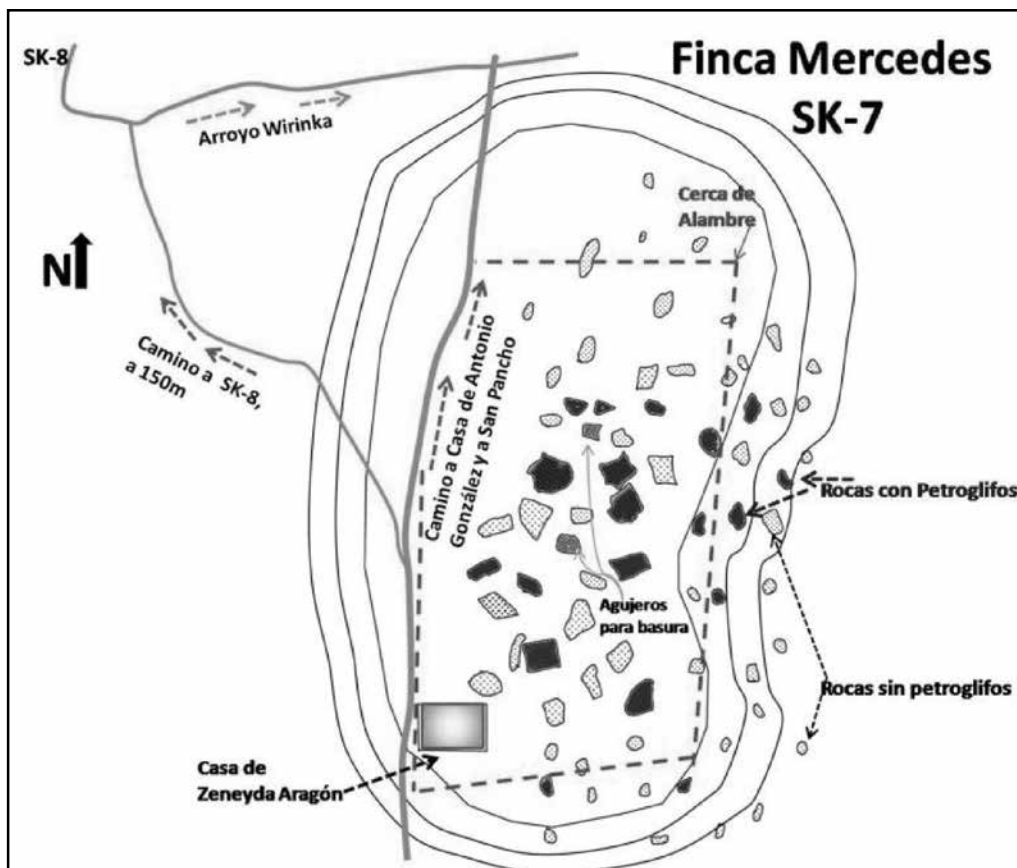 SK-8
Finca Mercedes
SK-7
Arroyo Wirinka
Cerca de
Alambre
N
Camino a SK-8,
a 150m
Camino a Casa de Antonio
González y a San Pancho
Rocas con Petroglifos
Agujeros
para basura
Rocas sin petroglifos
Casa de
Zeneyda Aragón